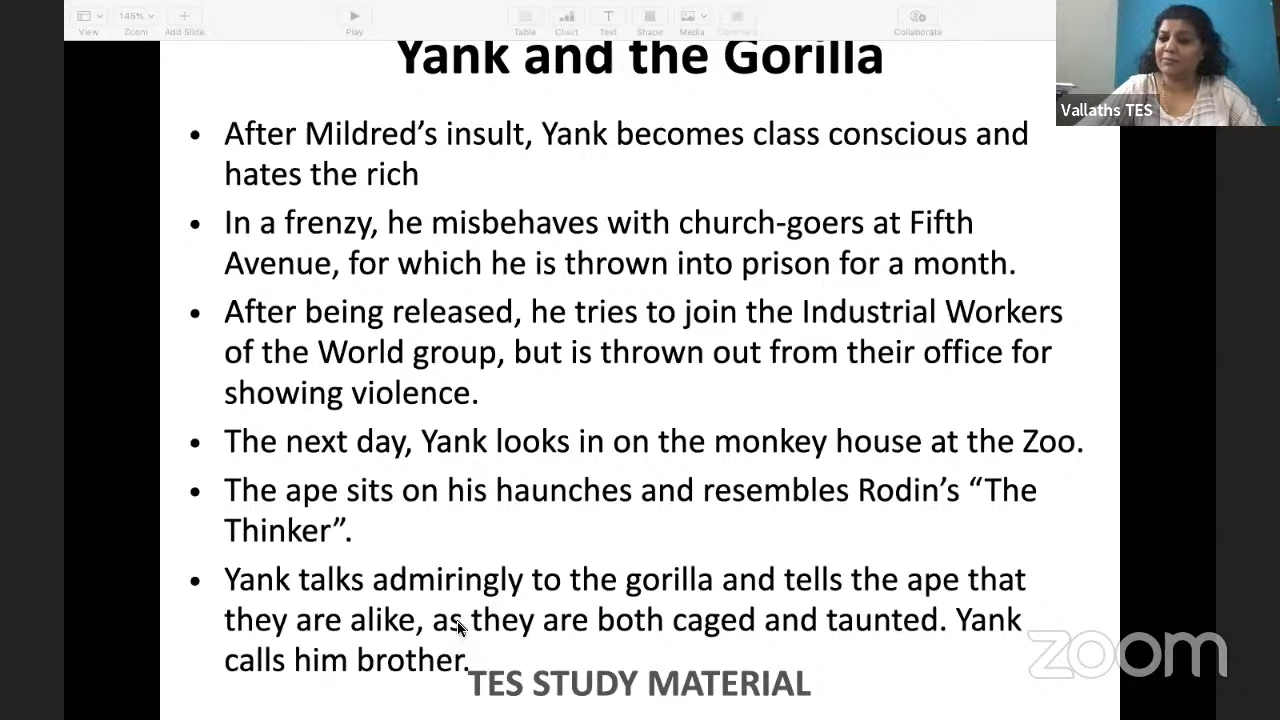 145%
View
Zoom
Add Slide
Play
Table
Chart
Text
Shape
Media
Comment
Collaborate
Yank and the Gorilla
Vallaths TES
• After Mildred’s insult, Yank becomes class conscious and
hates the rich
• In a frenzy, he misbehaves with church-goers at Fifth
Avenue, for which he is thrown into prison for a month.
• After being released, he tries to join the Industrial Workers
of the World group, but is thrown out from their office for
showing violence.
• The next day, Yank looks in on the monkey house at the Zoo.
• The ape sits on his haunches and resembles Rodin’s “The
Thinker”.
• Yank talks admiringly to the gorilla and tells the ape that
they are alike, as they are both caged and taunted. Yank
calls him brother.
zoom
TES STUDY MATERIAL